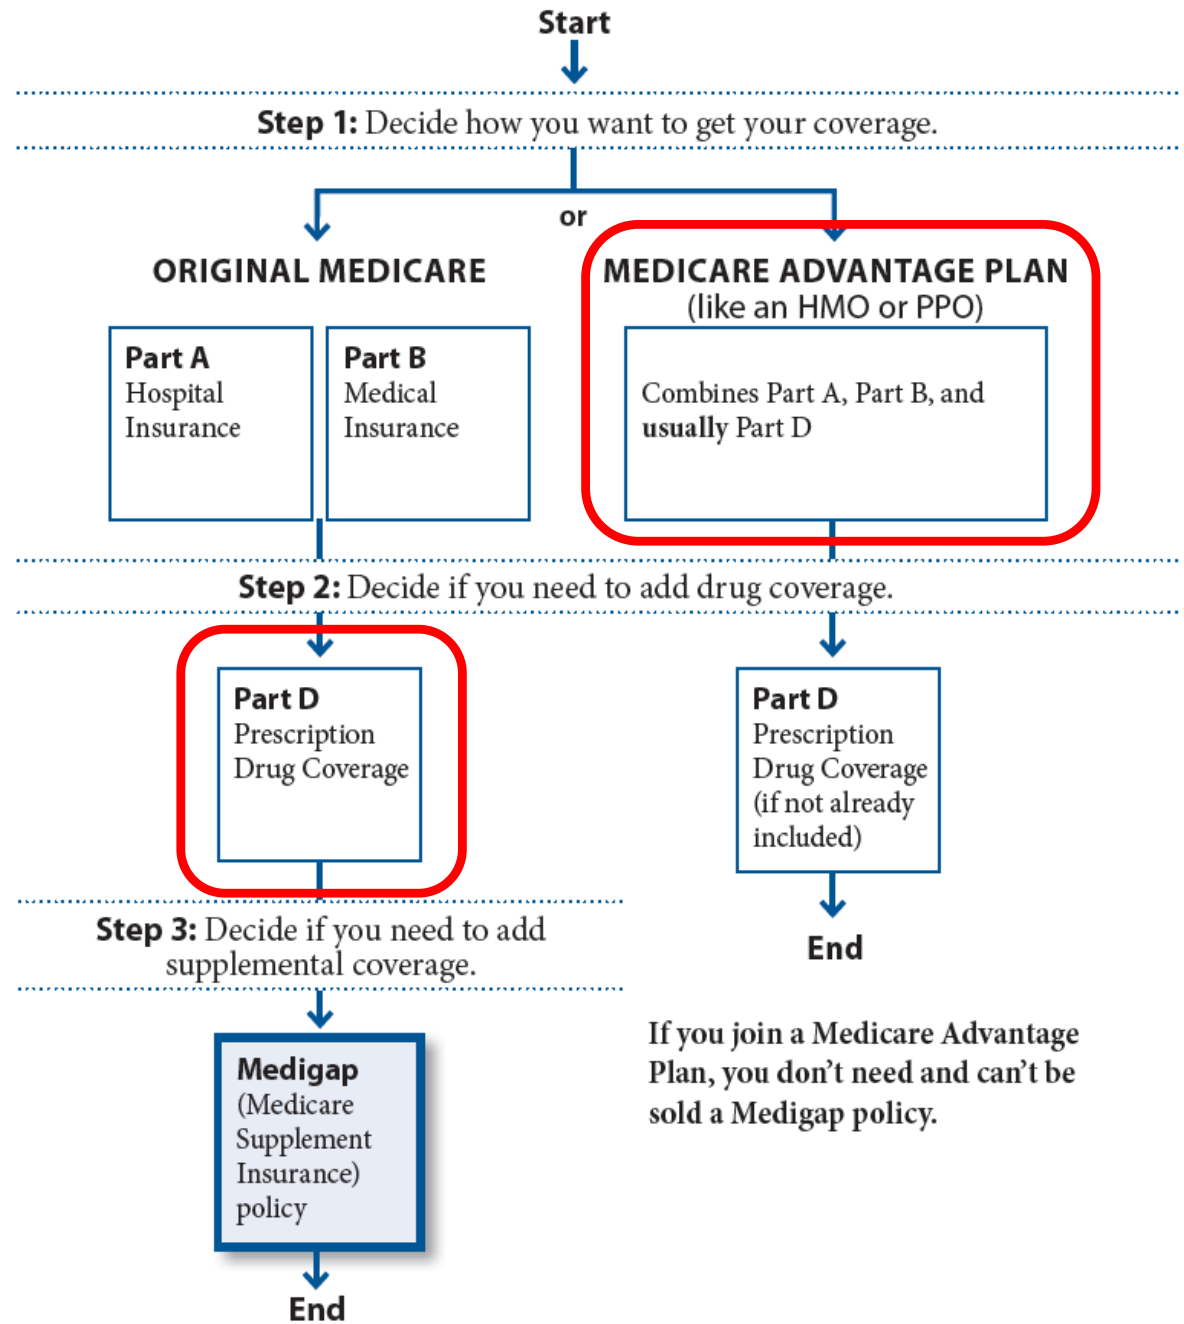 Start
Step 1: Decide how you want to get your coverage.
or
ORIGINAL MEDICARE
Part A
Hospital
Insurance
Part B
Medical
Insurance
MEDICARE ADVANTAGE PLAN
(like an HMO or PPO)
Combines Part A, Part B, and
usually Part D
Step 2: Decide if you need to add drug coverage.
Part D
Prescription
Drug Coverage
Part D
Prescription
Drug Coverage
(if not already
included)
End
Step 3: Decide if you need to add
supplemental coverage.
Medigap
(Medicare
Supplement
Insurance)
policy
End
If you join a Medicare Advantage
Plan, you don’t need and can’t be
sold a Medigap policy.